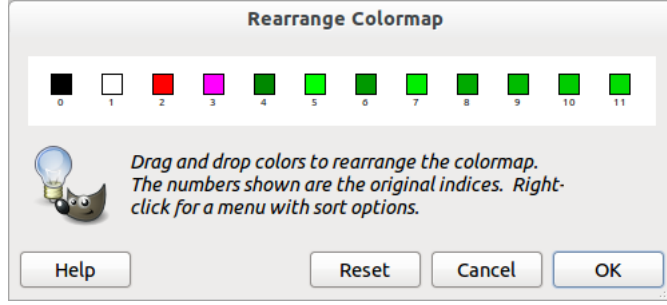 Rearrange Colormap
0 1 2 3 4 5 6 7 8 9 10 11
Drag and drop colors to rearrange the colormap.
The numbers shown are the original indices. Right-
click for a menu with sort options.
Help Reset Cancel OK